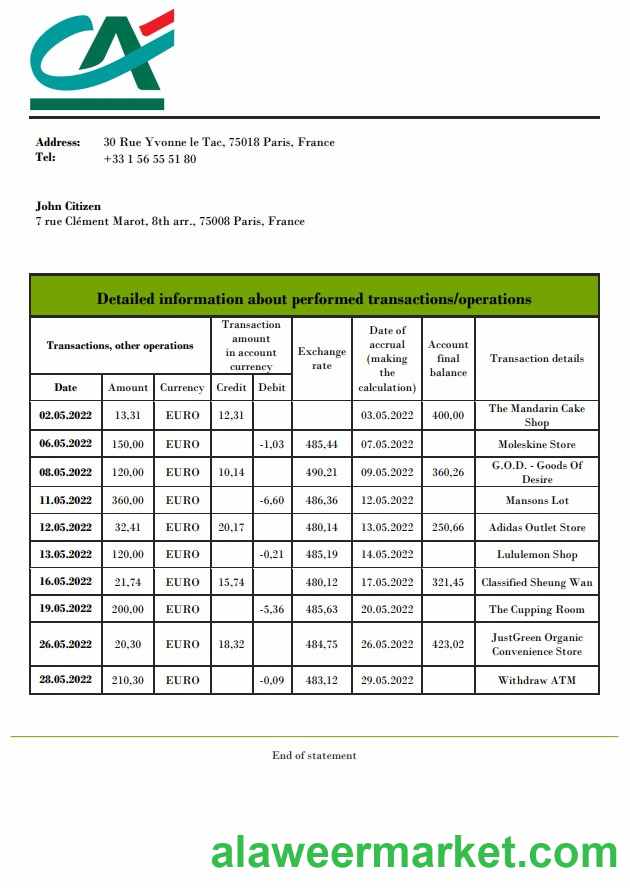 CA
Address: 30 Rue Yvonne le Tac, 75018 Paris, France
Tel: +33 1 56 55 51 80
John Citizen
7 rue Clément Marot, 8th arr., 75008 Paris, France
Detailed information about performed transactions/operations
Transactions, other operations
Transaction amount in account currency
Exchange rate
Date of accrual (making the calculation)
Account final balance
Transaction details
Date Amount Currency Credit Debit
02.05.2022 13,31 EURO 12,31 03.05.2022 400,00 The Mandarin Cake Shop
06.05.2022 150,00 EURO -1,03 485,44 07.05.2022 Moleskine Store
08.05.2022 120,00 EURO 10,14 490,21 09.05.2022 360,26 G.O.D. - Goods Of Desire
11.05.2022 360,00 EURO -6,60 486,36 12.05.2022 Mansons Lot
12.05.2022 32,41 EURO 20,17 480,14 13.05.2022 250,66 Adidas Outlet Store
13.05.2022 120,00 EURO -0,21 485,19 14.05.2022 Lululemon Shop
16.05.2022 21,74 EURO 15,74 480,12 17.05.2022 321,45 Classified Sheung Wan
19.05.2022 200,00 EURO -5,36 485,63 20.05.2022 The Cupping Room
26.05.2022 20,30 EURO 18,32 484,75 26.05.2022 423,02 JustGreen Organic Convenience Store
28.05.2022 210,30 EURO -0,09 483,12 29.05.2022 Withdraw ATM
End of statement
alaweermarket.com